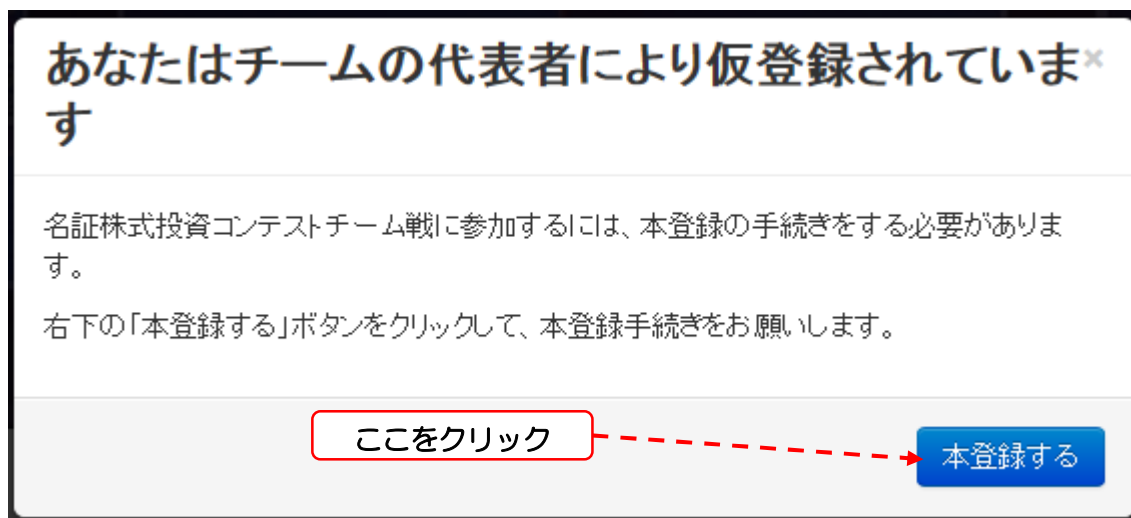 あなたはチームの代表者により仮登録されていま×
す
名証株式投資コンテストチーム戦に参加するには、本登録の手続きをする必要がありま
す。
右下の「本登録する」ボタンをクリックして、本登録手続きをお願いします。
ここをクリック
本登録する